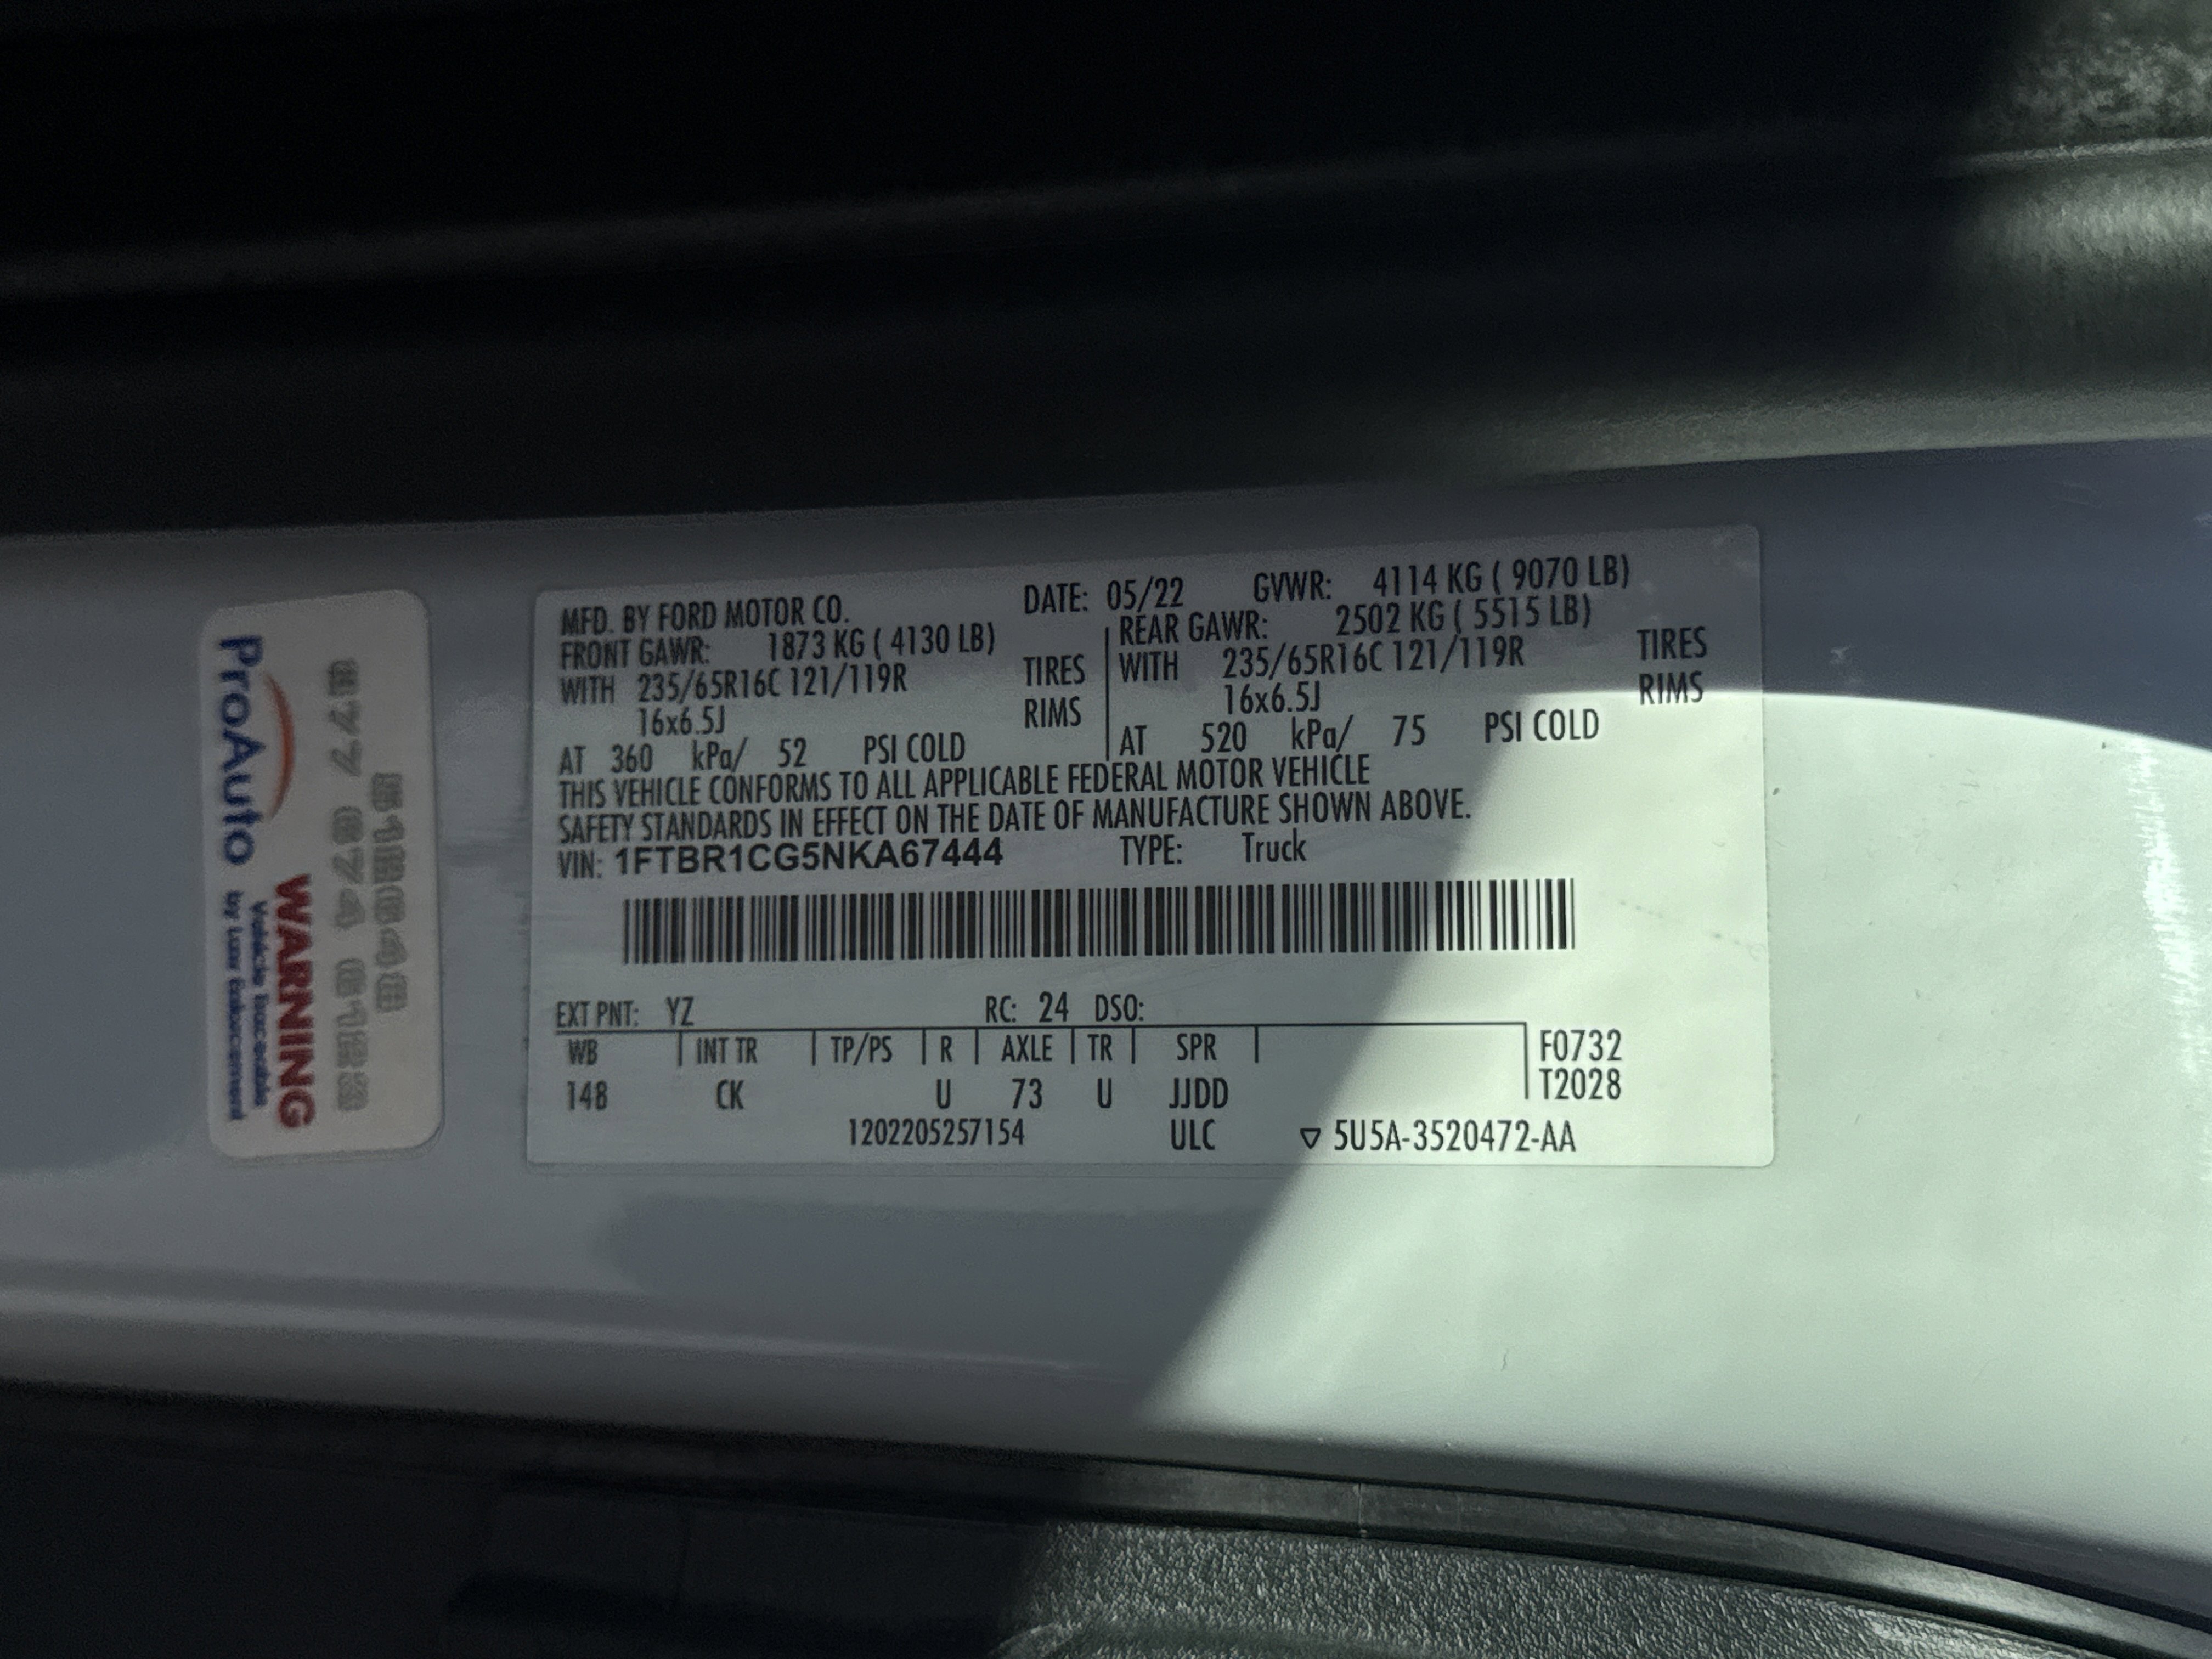 MFD. BY FORD MOTOR CO. DATE: 05/22 GVWR: 4114 KG ( 9070 LB)
FRONT GAWR: 1873 KG ( 4130 LB) REAR GAWR: 2502 KG ( 5515 LB)
WITH 235/65R16C 121/119R TIRES WITH 235/65R16C 121/119R TIRES
16x6.5J RIMS 16x6.5J RIMS
AT 360 kPa/ 52 PSI COLD AT 520 kPa/ 75 PSI COLD
THIS VEHICLE CONFORMS TO ALL APPLICABLE FEDERAL MOTOR VEHICLE
SAFETY STANDARDS IN EFFECT ON THE DATE OF MANUFACTURE SHOWN ABOVE.
VIN: 1FTBR1CG5NKA67444 TYPE: Truck
EXT PNT: YZ RC: 24 DSO:
WB INT TR TP/PS R AXLE TR SPR F0732
148 CK U 73 U JJDD T2028
1202205257154 ULC ▽ 5U5A-3520472-AA
ProAuto
WARNING
Vehicle Traceable
by Law Enforcement